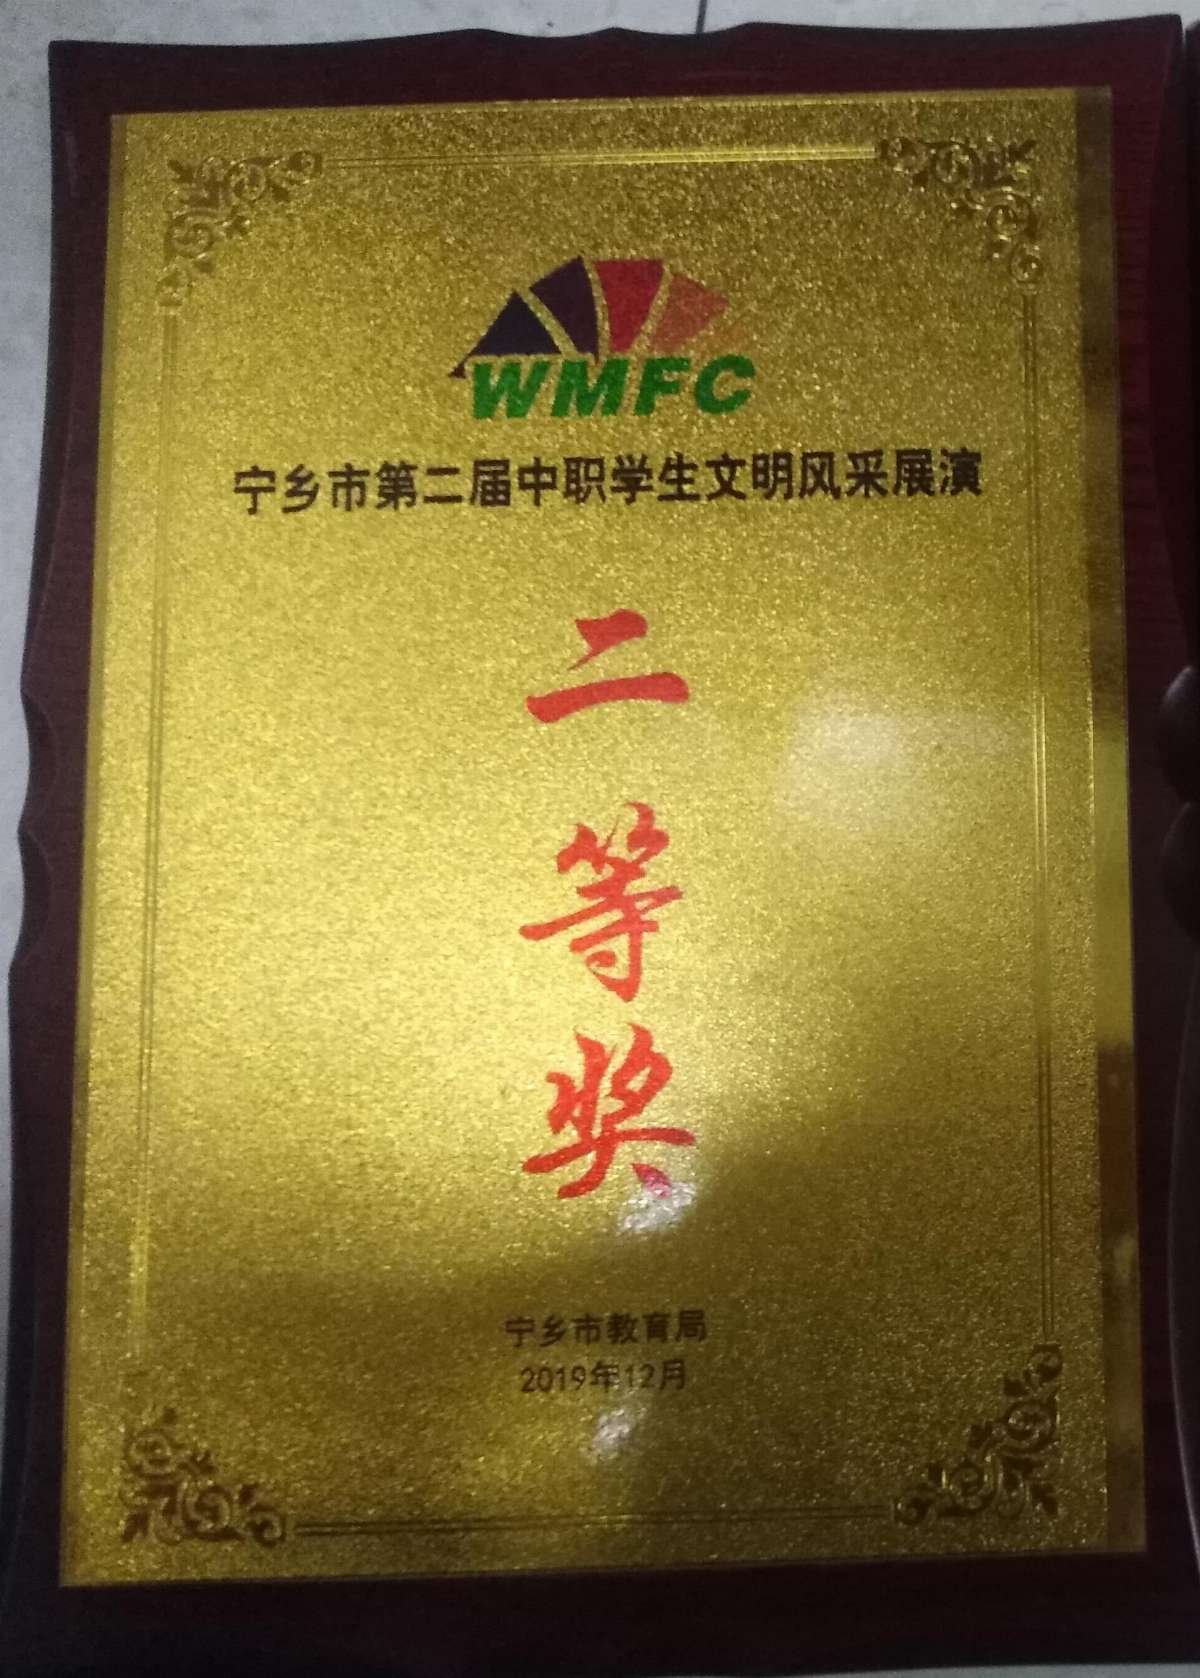 WMFC
宁乡市第二届中职学生文明风采展演
二
等
奖
宁乡市教育局
2019年12月